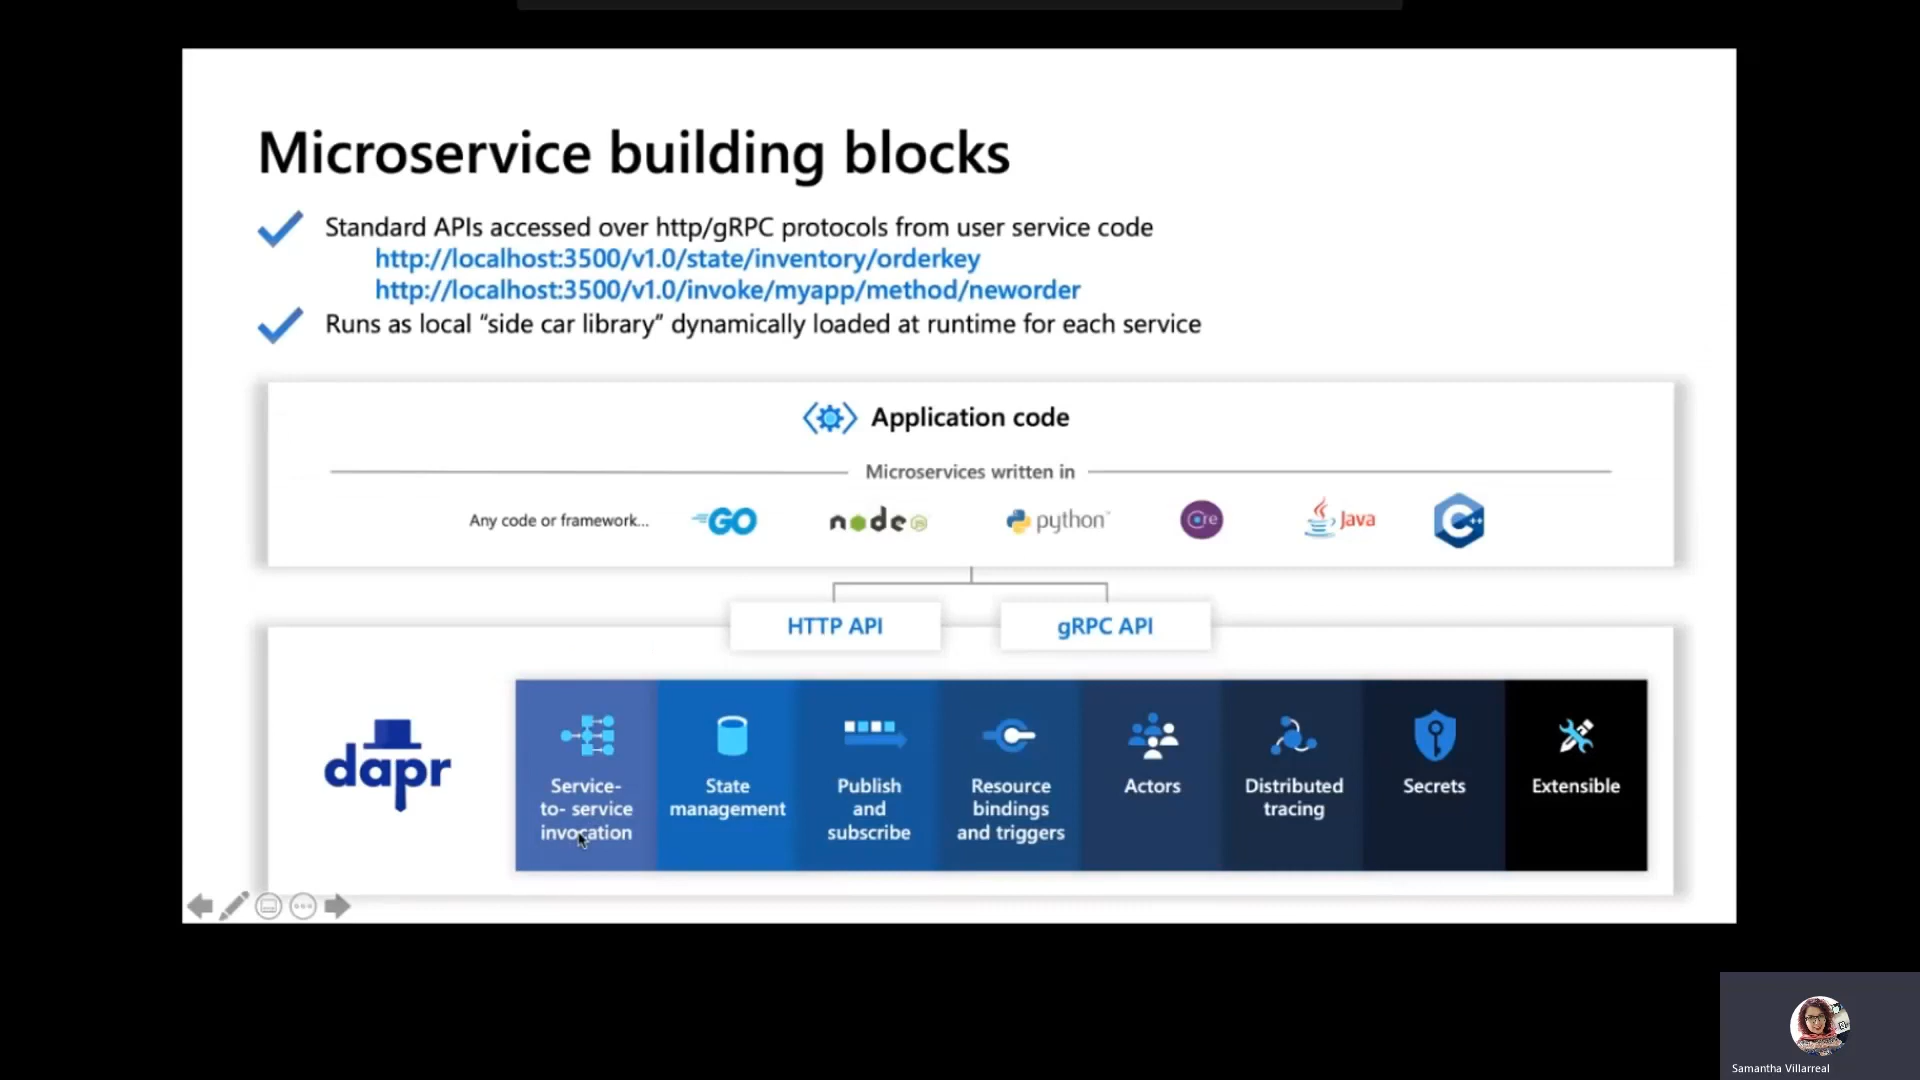 Microservice building blocks
Standard APIs accessed over http/gRPC protocols from user service code
http://localhost:3500/v1.0/state/inventory/orderkey
http://localhost:3500/v1.0/invoke/myapp/method/neworder
Runs as local “side car library” dynamically loaded at runtime for each service
Application code
Microservices written in
Any code or framework...
GO
node
JS
python™
Core
Java
C++
HTTP API
gRPC API
dapr
Service-
to- service
invocation
State
management
Publish
and
subscribe
Resource
bindings
and triggers
Actors
Distributed
tracing
Secrets
Extensible
Samantha Villarreal